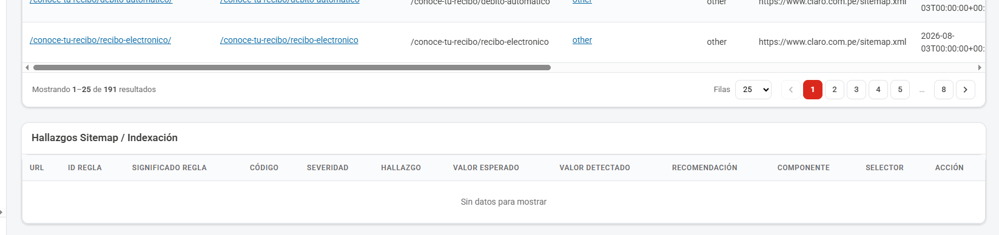 /conoce-tu-recibo/debito-automatico/ /conoce-tu-recibo/debito-automatico /conoce-tu-recibo/debito-automatico other other https://www.claro.com.pe/sitemap.xml
03T00:00:00+00:
/conoce-tu-recibo/recibo-electronico/ /conoce-tu-recibo/recibo-electronico /conoce-tu-recibo/recibo-electronico other other https://www.claro.com.pe/sitemap.xml 2026-08-
03T00:00:00+00:
Mostrando 1–25 de 191 resultados Filas 25 1 2 3 4 5 … 8
Hallazgos Sitemap / Indexación
URL ID REGLA SIGNIFICADO REGLA CÓDIGO SEVERIDAD HALLAZGO VALOR ESPERADO VALOR DETECTADO RECOMENDACIÓN COMPONENTE SELECTOR ACCIÓN
Sin datos para mostrar